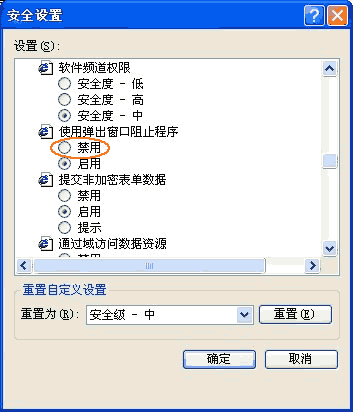 安全设置
设置(S):
软件频道权限
安全度 - 低
安全度 - 高
安全度 - 中
使用弹出窗口阻止程序
禁用
启用
提交非加密表单数据
禁用
启用
提示
通过域访问数据资源
重置自定义设置
重置为(R): 安全级 - 中 重置(E)
确定 取消